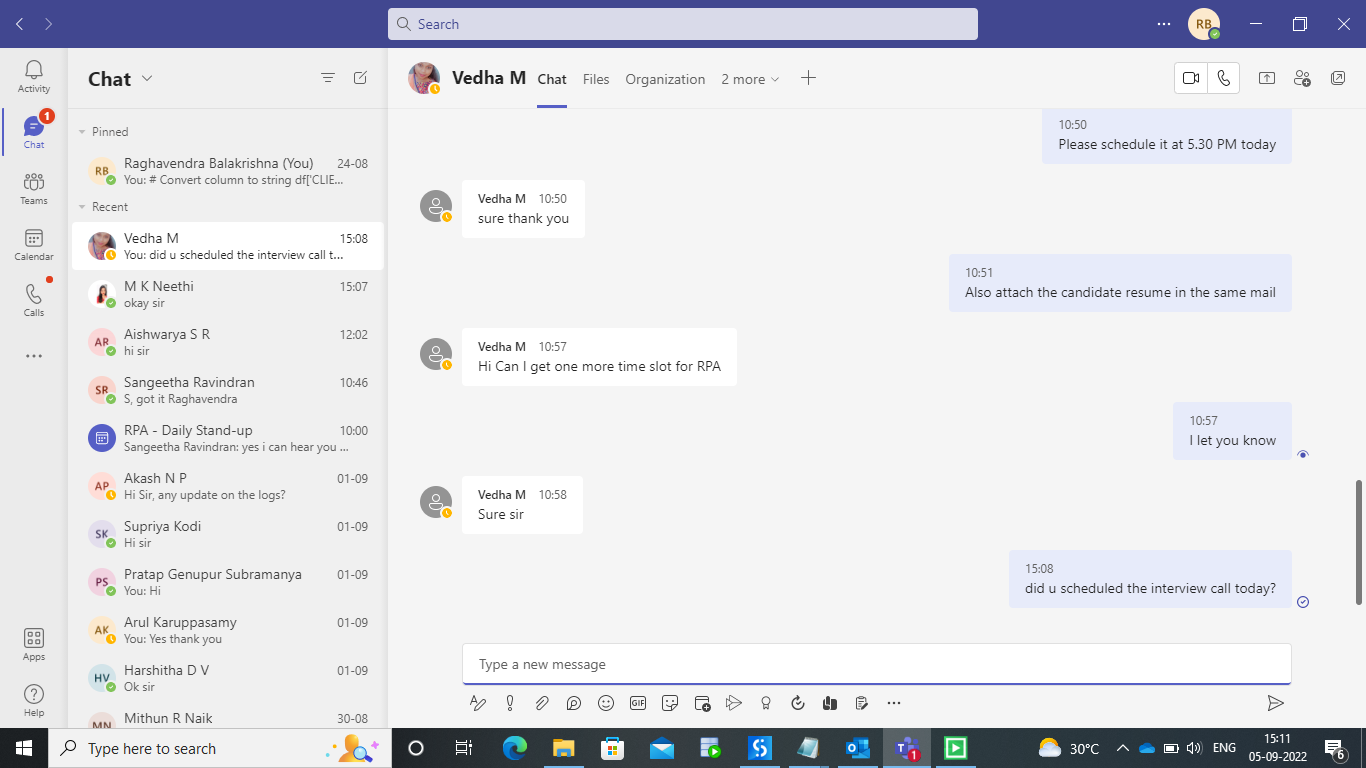 Search
RB
Activity
1
Chat
Teams
Calendar
Calls
Apps
Help
Chat
Pinned
RB
Raghavendra Balakrishna (You) 24-08
You: # Convert column to string df['CLIE...
Recent
Vedha M 15:08
You: did u scheduled the interview call t...
M K Neethi 15:07
okay sir
AR
Aishwarya S R 12:02
hi sir
SR
Sangeetha Ravindran 10:46
S, got it Raghavendra
RPA - Daily Stand-up 10:00
Sangeetha Ravindran: yes i can hear you ...
AP
Akash N P 01-09
Hi Sir, any update on the logs?
SK
Supriya Kodi 01-09
Hi sir
PS
Pratap Genupur Subramanya 01-09
You: Hi
AK
Arul Karuppasamy 01-09
You: Yes thank you
HV
Harshitha D V 01-09
Ok sir
MN
Mithun R Naik 30-08
Vedha M Chat Files Organization 2 more
10:50
Please schedule it at 5.30 PM today
Vedha M 10:50
sure thank you
10:51
Also attach the candidate resume in the same mail
Vedha M 10:57
Hi Can I get one more time slot for RPA
10:57
I let you know
Vedha M 10:58
Sure sir
15:08
did u scheduled the interview call today?
Type a new message
GIF
Type here to search
1
30°C
ENG
15:11
05-09-2022
6